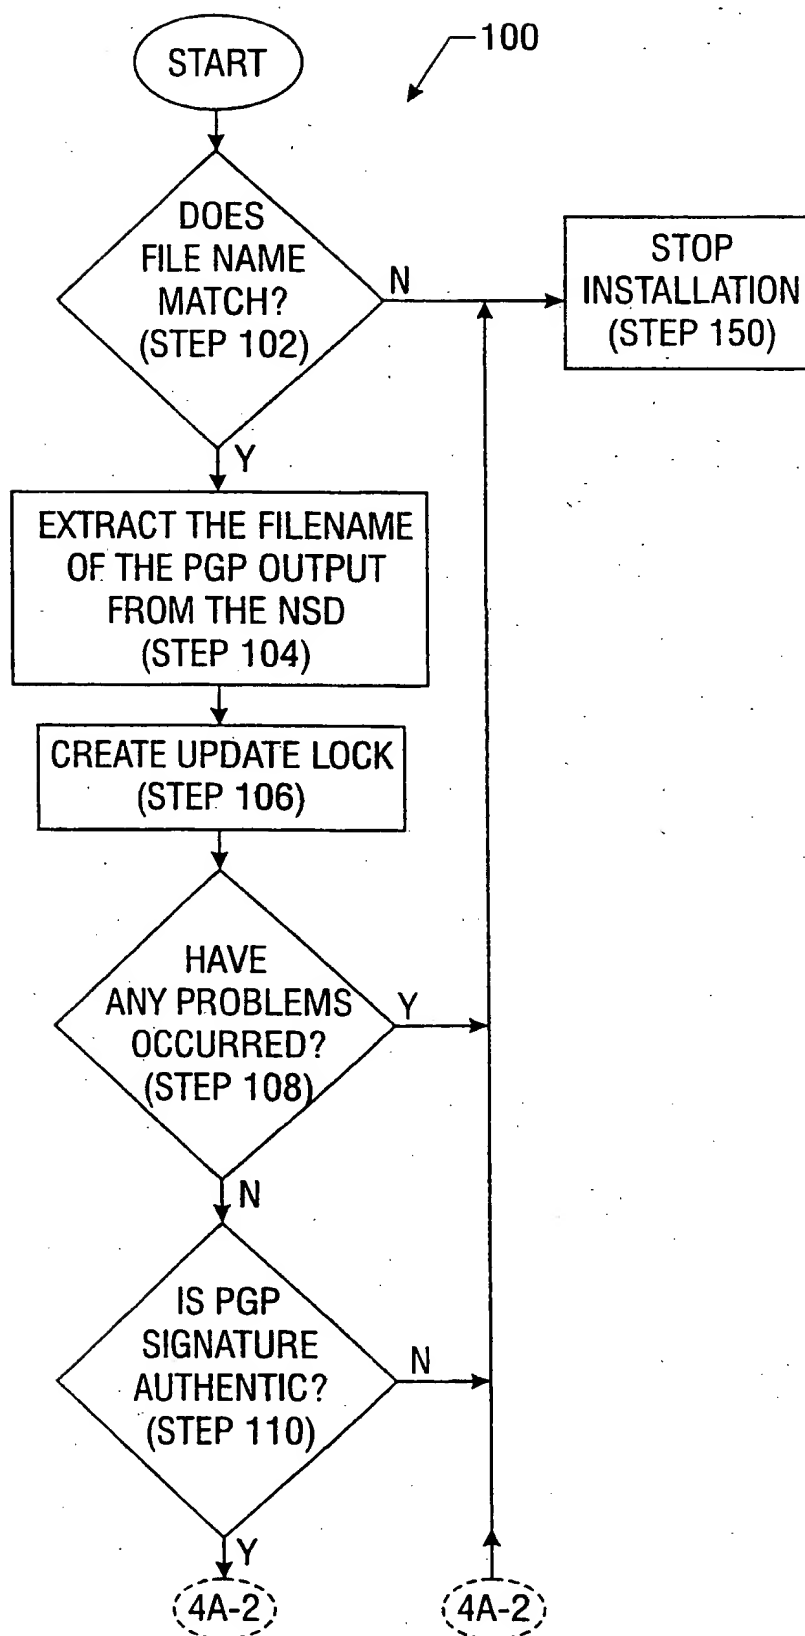 START
100
DOES
FILE NAME
MATCH?
(STEP 102)
N
STOP
INSTALLATION
(STEP 150)
Y
EXTRACT THE FILENAME
OF THE PGP OUTPUT
FROM THE NSD
(STEP 104)
CREATE UPDATE LOCK
(STEP 106)
HAVE
ANY PROBLEMS
OCCURRED?
(STEP 108)
Y
N
IS PGP
SIGNATURE
AUTHENTIC?
(STEP 110)
N
Y
4A-2
4A-2